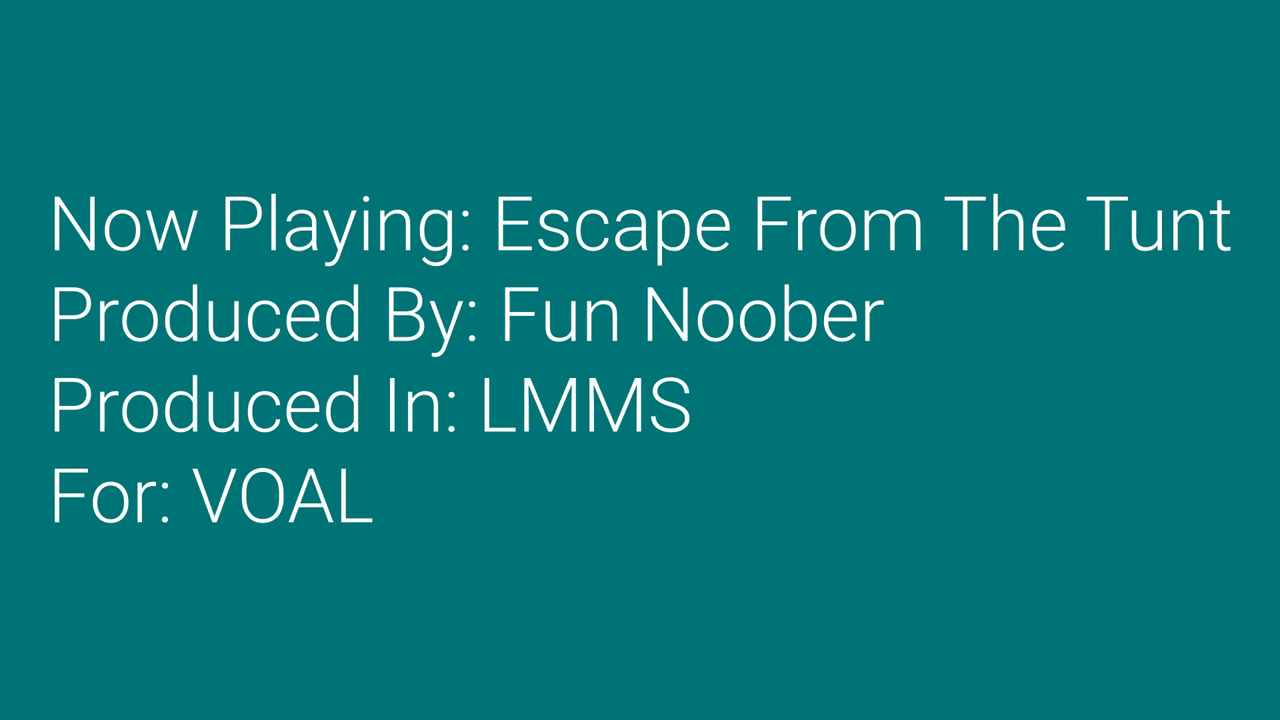 Now Playing: Escape From The Tunt
Produced By: Fun Noober
Produced In: LMMS
For: VOAL